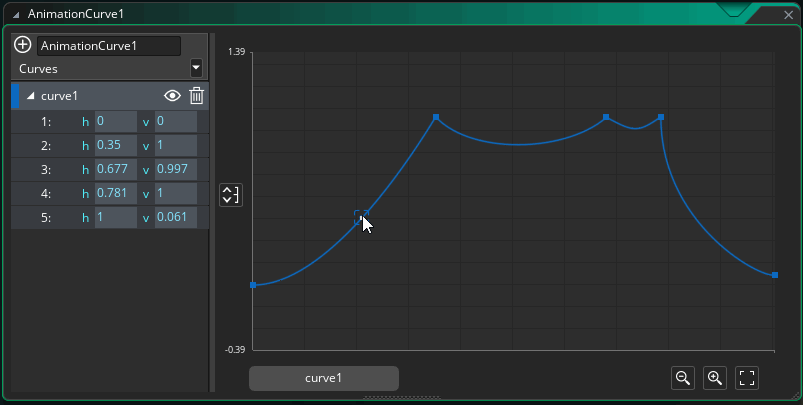 AnimationCurve1
AnimationCurve1
Curves
curve1
1: h 0 v 0
2: h 0.35 v 1
3: h 0.677 v 0.997
4: h 0.781 v 1
5: h 1 v 0.061
1.39
-0.39
curve1